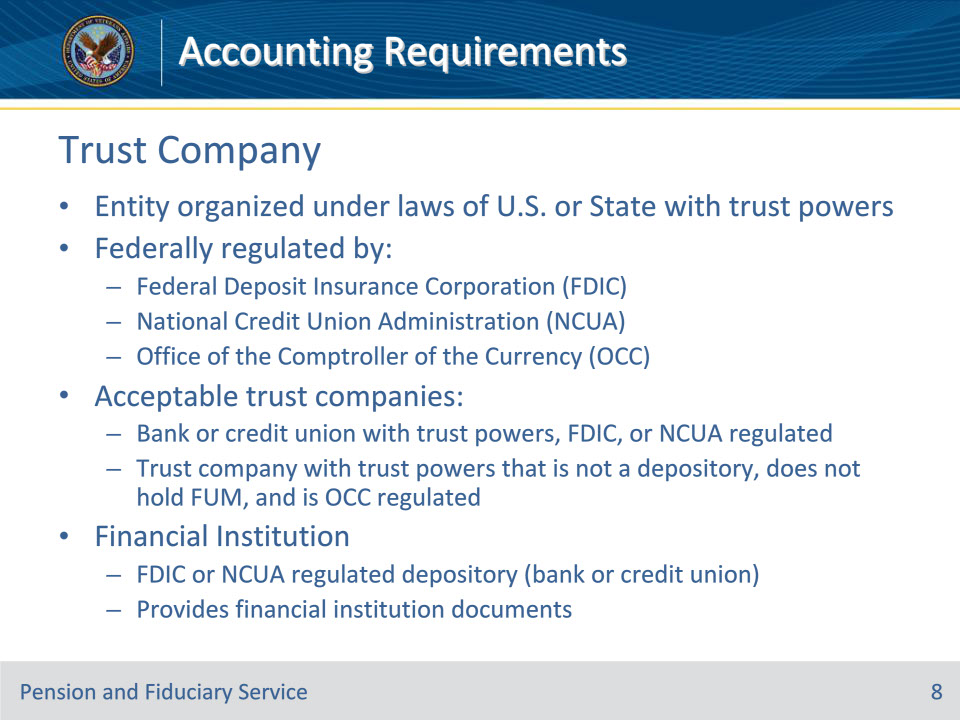 Accounting Requirements
Trust Company
• Entity organized under laws of U.S. or State with trust powers
• Federally regulated by:
– Federal Deposit Insurance Corporation (FDIC)
– National Credit Union Administration (NCUA)
– Office of the Comptroller of the Currency (OCC)
• Acceptable trust companies:
– Bank or credit union with trust powers, FDIC, or NCUA regulated
– Trust company with trust powers that is not a depository, does not
hold FUM, and is OCC regulated
• Financial Institution
– FDIC or NCUA regulated depository (bank or credit union)
– Provides financial institution documents
Pension and Fiduciary Service
8